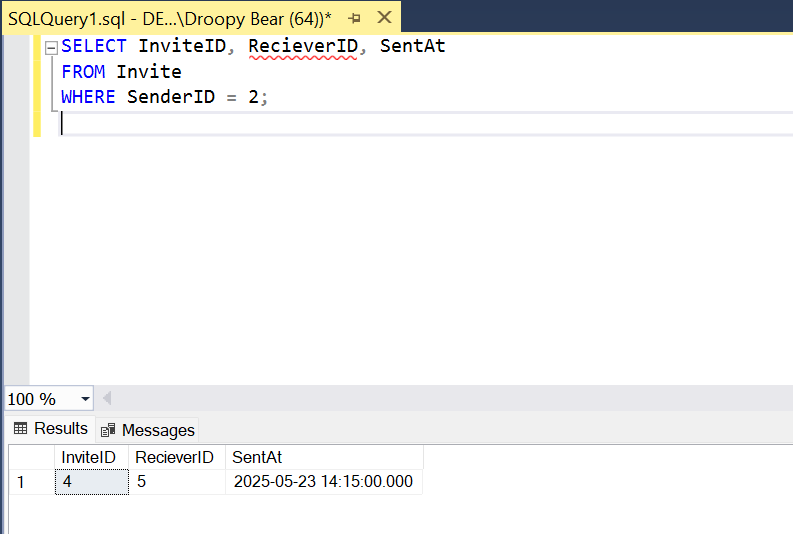 SQLQuery1.sql - DE...\Droopy Bear (64))*
SELECT InviteID, RecieverID, SentAt
FROM Invite
WHERE SenderID = 2;
100 %
Results Messages
InviteID RecieverID SentAt
1 4 5 2025-05-23 14:15:00.000